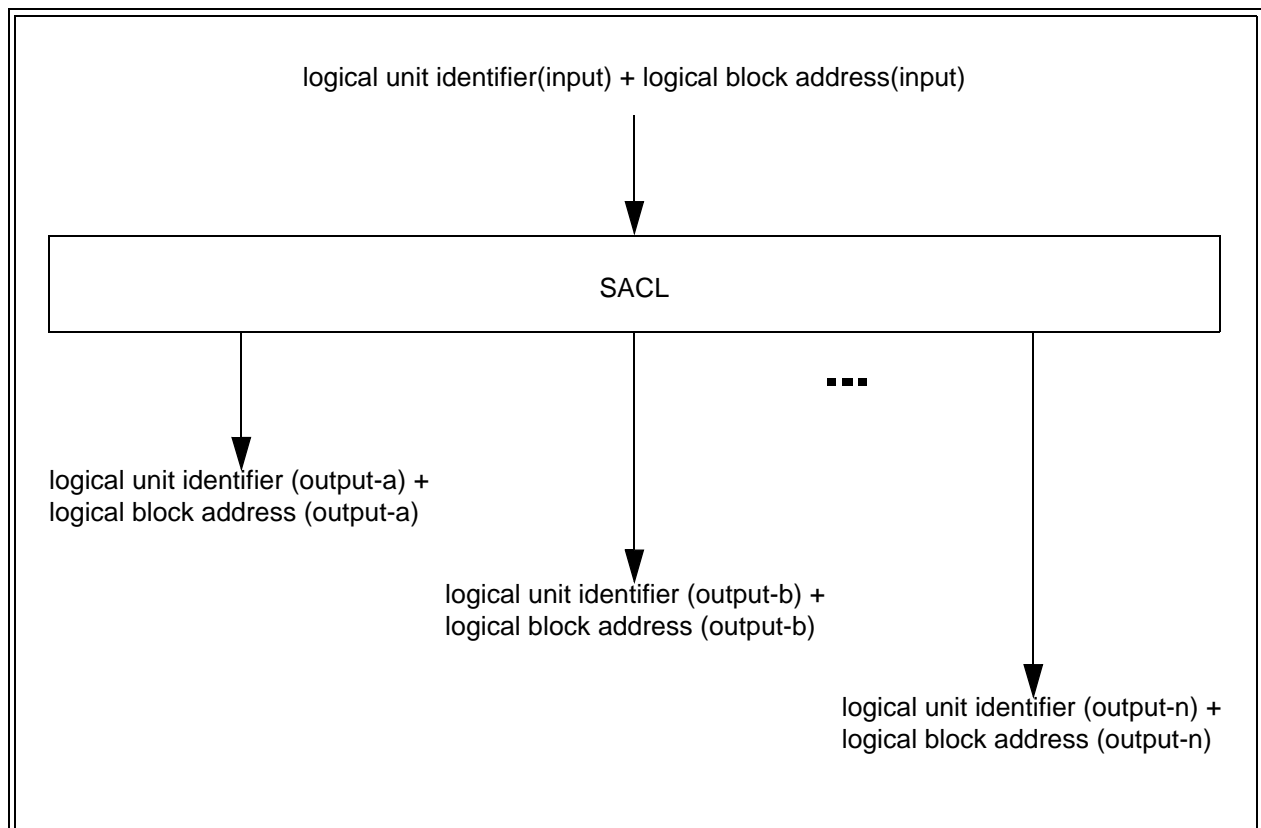 logical unit identifier(input) + logical block address(input)
SACL
logical unit identifier (output-a) +
logical block address (output-a)
logical unit identifier (output-b) +
logical block address (output-b)
logical unit identifier (output-n) +
logical block address (output-n)